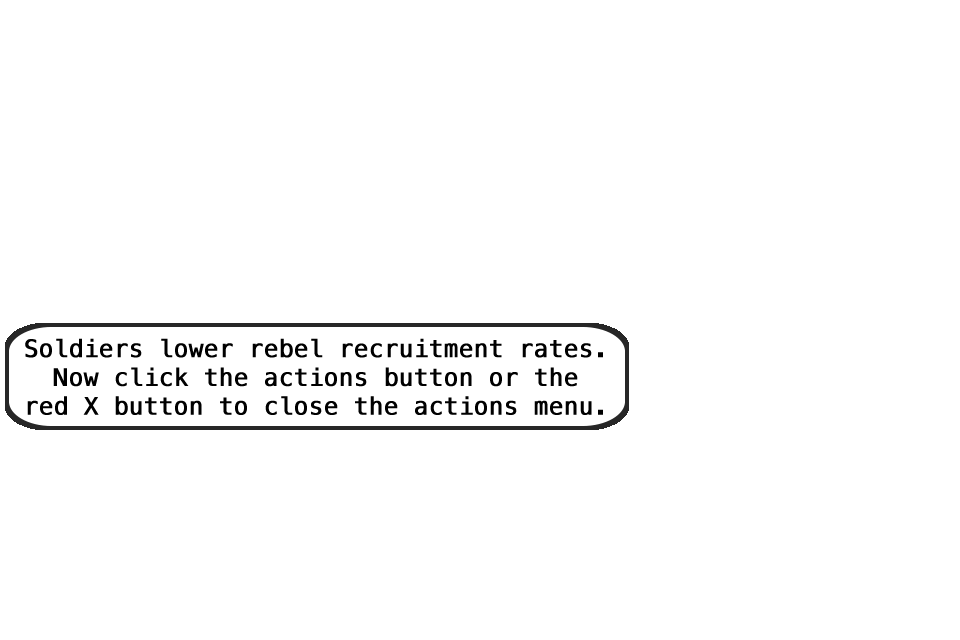 Soldiers lower rebel recruitment rates.
Now click the actions button or the
red X button to close the actions menu.